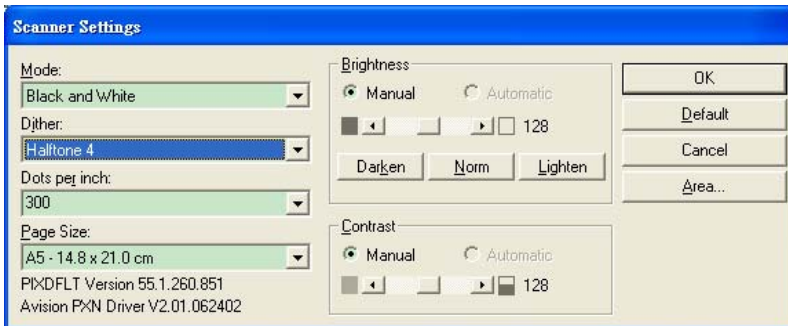 Scanner Settings
Mode:
Black and White
Dither:
Halftone 4
Dots per inch:
300
Page Size:
A5 - 14.8 x 21.0 cm
PIXDFLT Version 55.1.260.851
Avision PXN Driver V2.01.062402
Brightness
Manual Automatic
128
Darken Norm Lighten
Contrast
Manual Automatic
128
OK
Default
Cancel
Area...